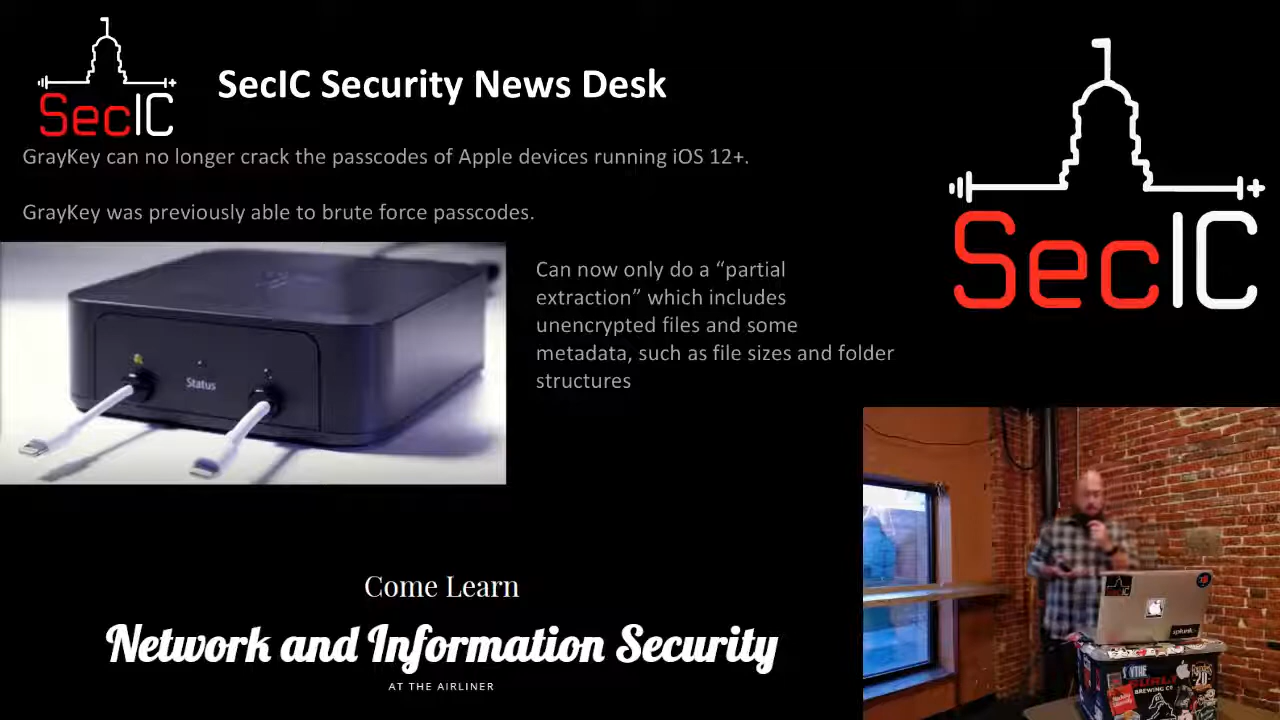 SecIC
SecIC Security News Desk
GrayKey can no longer crack the passcodes of Apple devices running iOS 12+.
GrayKey was previously able to brute force passcodes.
Status
Can now only do a “partial
extraction” which includes
unencrypted files and some
metadata, such as file sizes and folder
structures
SecIC
Come Learn
Network and Information Security
AT THE AIRLINER
splunk
BREWING CO